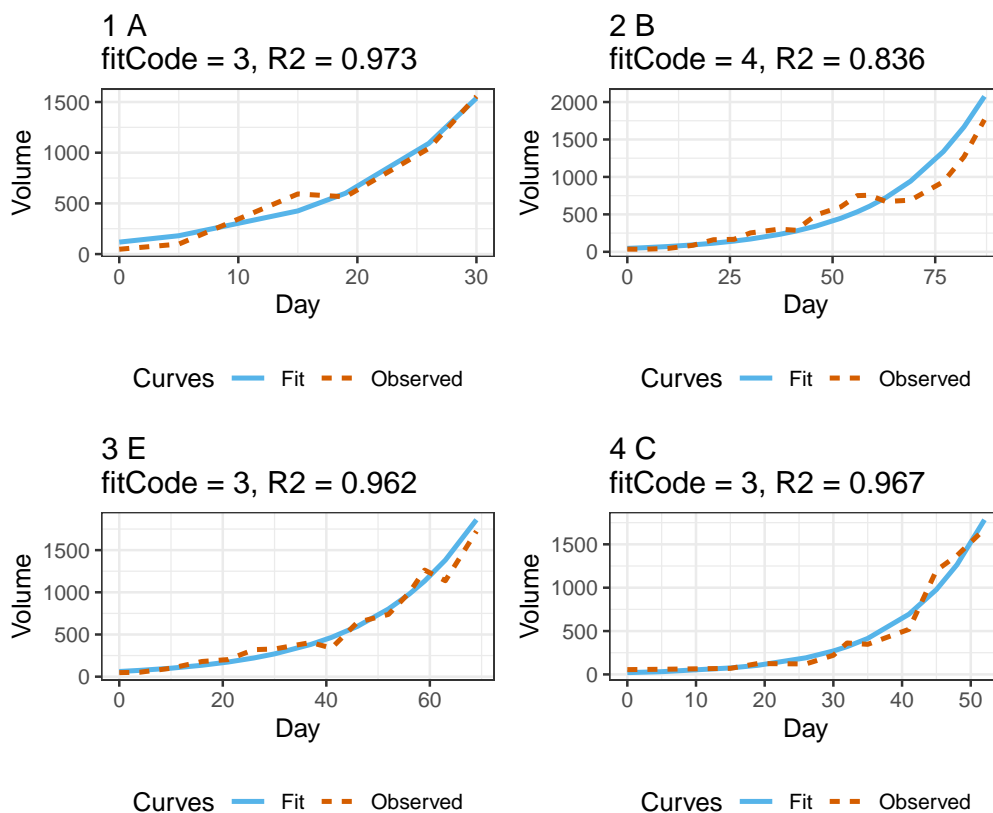 1 A
fitCode = 3, R2 = 0.973
Volume
1500
1000
500
0
0 10 20 30
Day
Curves Fit Observed
2 B
fitCode = 4, R2 = 0.836
Volume
2000
1500
1000
500
0
0 25 50 75
Day
Curves Fit Observed
3 E
fitCode = 3, R2 = 0.962
Volume
1500
1000
500
0
0 20 40 60
Day
Curves Fit Observed
4 C
fitCode = 3, R2 = 0.967
Volume
1500
1000
500
0
0 10 20 30 40 50
Day
Curves Fit Observed